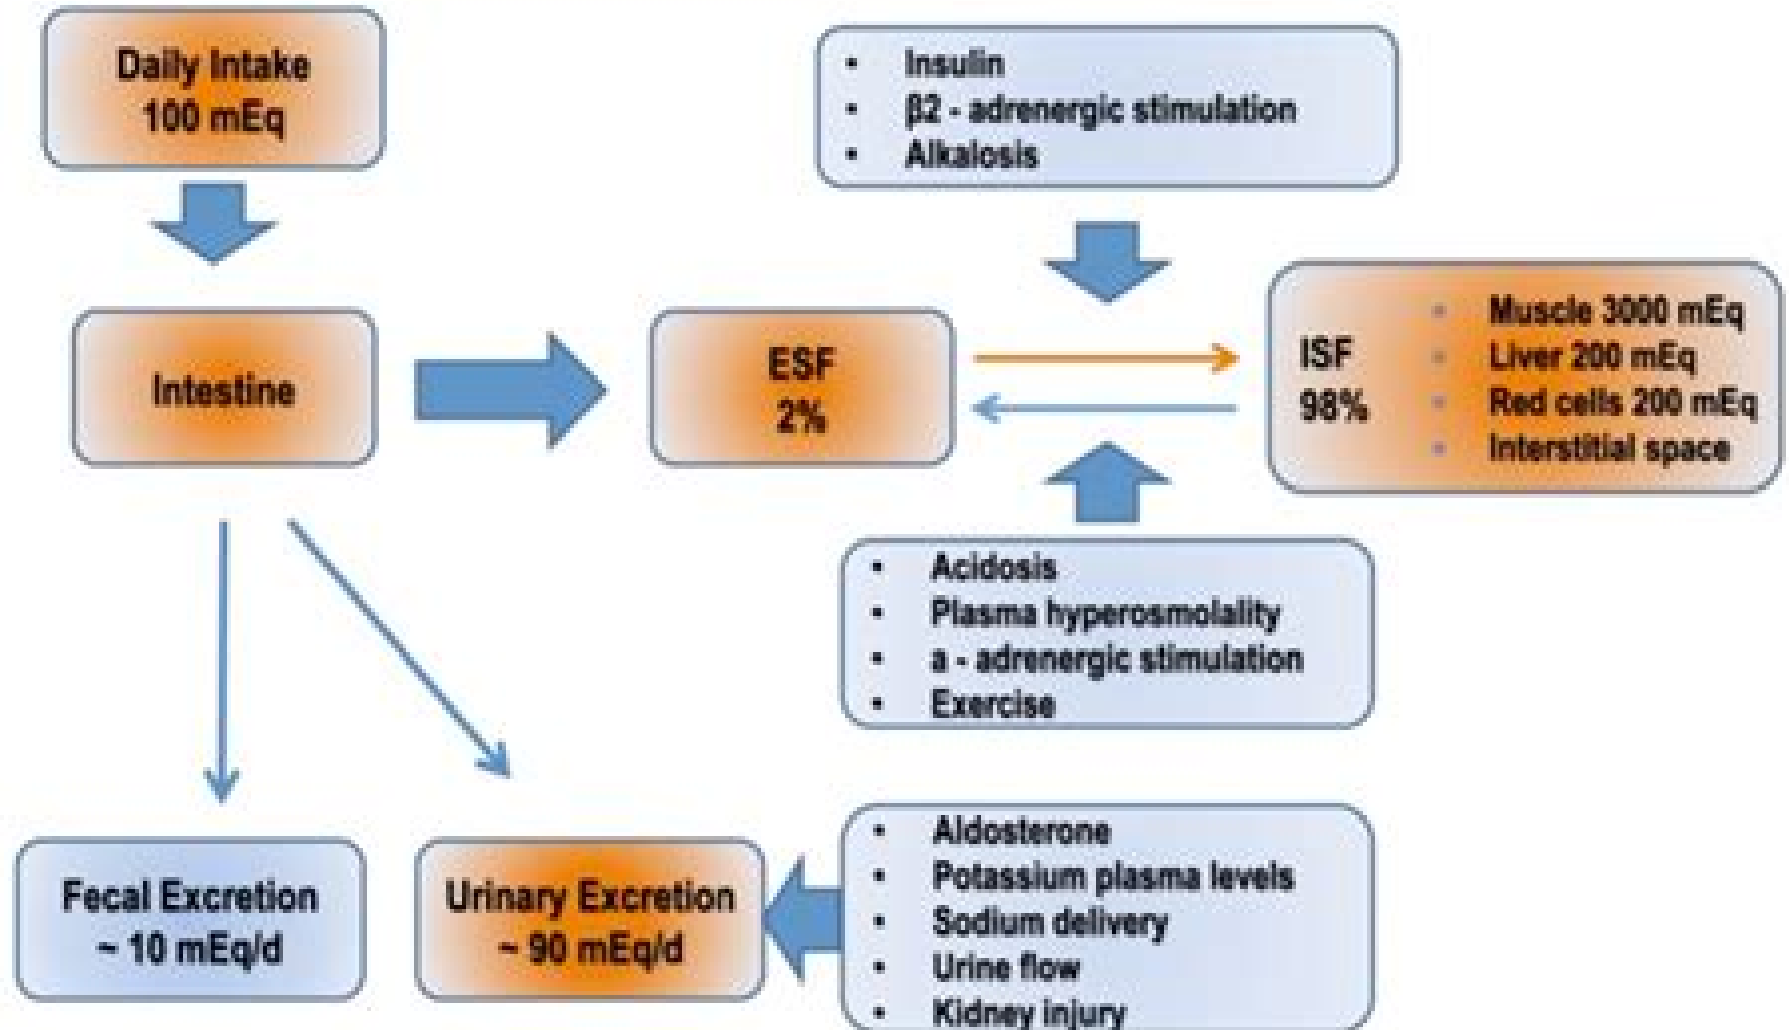 Daily Intake
100 mEq
• Insulin
• β2 - adrenergic stimulation
• Alkalosis
Intestine
ESF
2%
ISF
98%
• Muscle 3000 mEq
• Liver 200 mEq
• Red cells 200 mEq
• Interstitial space
• Acidosis
• Plasma hyperosmolality
• a - adrenergic stimulation
• Exercise
Fecal Excretion
~ 10 mEq/d
Urinary Excretion
~ 90 mEq/d
• Aldosterone
• Potassium plasma levels
• Sodium delivery
• Urine flow
• Kidney injury